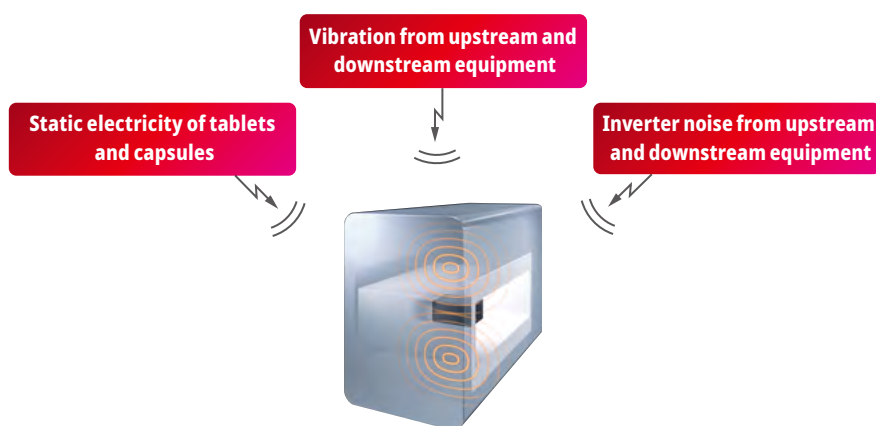 Vibration from upstream and
downstream equipment
Static electricity of tablets
and capsules
Inverter noise from upstream
and downstream equipment